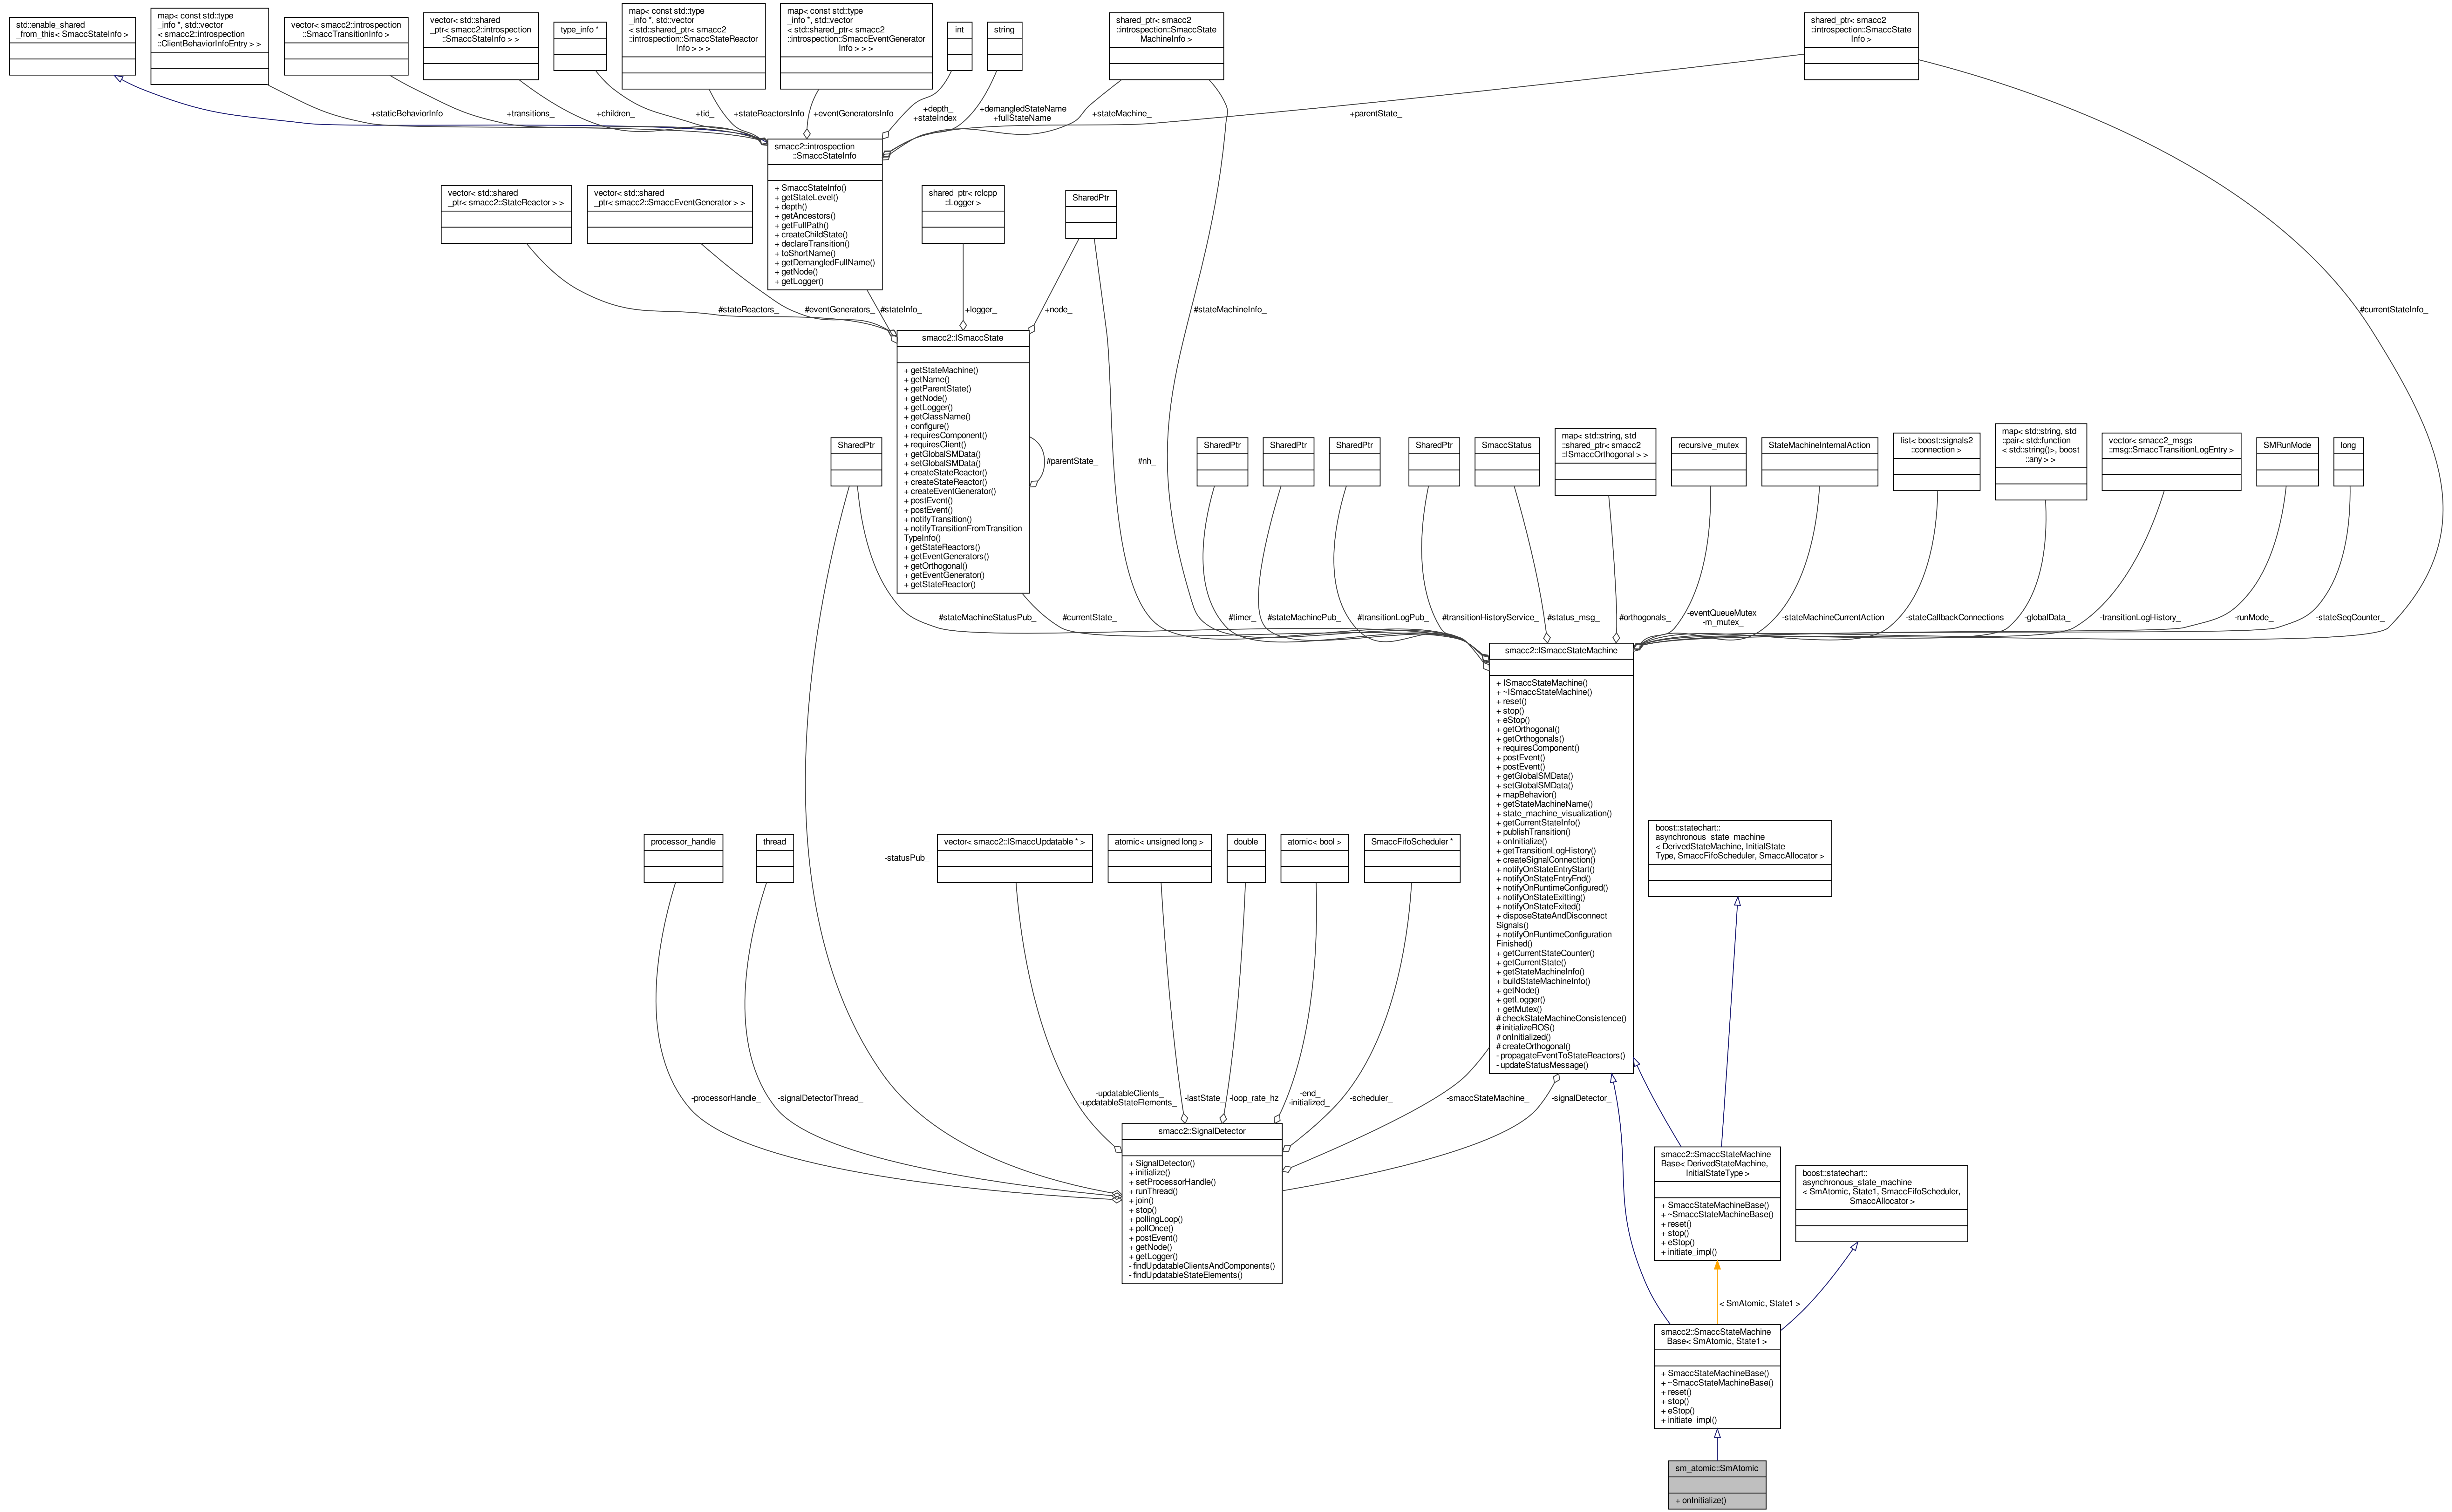 std::enable_shared
_from_this< SmaccStateInfo >
map< const std::type
_info *, std::vector
< smacc2::introspection
::ClientBehaviorInfoEntry > >
vector< smacc2::introspection
::SmaccTransitionInfo >
vector< std::shared
_ptr< smacc2::introspection
::SmaccStateInfo > >
type_info *
map< const std::type
_info *, std::vector
< std::shared_ptr< smacc2
::introspection::SmaccStateReactor
Info > > >
map< const std::type
_info *, std::vector
< std::shared_ptr< smacc2
::introspection::SmaccEventGenerator
Info > > >
int
string
shared_ptr< smacc2
::introspection::SmaccState
MachineInfo >
shared_ptr< smacc2
::introspection::SmaccState
Info >
+staticBehaviorInfo
+transitions_
+children_
+tid_
+stateReactorsInfo
+eventGeneratorsInfo
+depth_
+stateIndex_
+demangledStateName
+fullStateName
+stateMachine_
+parentState_
smacc2::introspection
::SmaccStateInfo
+ SmaccStateInfo()
+ getStateLevel()
+ depth()
+ getAncestors()
+ getFullPath()
+ createChildState()
+ declareTransition()
+ toShortName()
+ getDemangledFullName()
+ getNode()
+ getLogger()
vector< std::shared
_ptr< smacc2::StateReactor > >
vector< std::shared
_ptr< smacc2::SmaccEventGenerator > >
shared_ptr< rclcpp
::Logger >
SharedPtr
#stateReactors_
#eventGenerators_
#stateInfo_
+logger_
+node_
#stateMachineInfo_
#currentStateInfo_
smacc2::ISmaccState
+ getStateMachine()
+ getName()
+ getParentState()
+ getNode()
+ getLogger()
+ getClassName()
+ configure()
+ requiresComponent()
+ requiresClient()
+ getGlobalSMData()
+ setGlobalSMData()
+ createStateReactor()
+ createStateReactor()
+ createEventGenerator()
+ postEvent()
+ postEvent()
+ notifyTransition()
+ notifyTransitionFromTransition
TypeInfo()
+ getStateReactors()
+ getEventGenerators()
+ getOrthogonal()
+ getEventGenerator()
+ getStateReactor()
#parentState_
#nh_
SharedPtr
SharedPtr
SharedPtr
SharedPtr
SharedPtr
SmaccStatus
map< std::string, std
::shared_ptr< smacc2
::ISmaccOrthogonal > >
recursive_mutex
StateMachineInternalAction
list< boost::signals2
::connection >
map< std::string, std
::pair< std::function
< std::string()>, boost
::any > >
vector< smacc2_msgs
::msg::SmaccTransitionLogEntry >
SMRunMode
long
#stateMachineStatusPub_
#currentState_
#timer_
#stateMachinePub_
#transitionLogPub_
#transitionHistoryService_
#status_msg_
#orthogonals_
-eventQueueMutex_
-m_mutex_
-stateMachineCurrentAction
-stateCallbackConnections
-globalData_
-transitionLogHistory_
-runMode_
-stateSeqCounter_
smacc2::ISmaccStateMachine
+ ISmaccStateMachine()
+ ~ISmaccStateMachine()
+ reset()
+ stop()
+ eStop()
+ getOrthogonal()
+ getOrthogonals()
+ requiresComponent()
+ postEvent()
+ postEvent()
+ getGlobalSMData()
+ setGlobalSMData()
+ mapBehavior()
+ getStateMachineName()
+ state_machine_visualization()
+ getCurrentStateInfo()
+ publishTransition()
+ onInitialize()
+ getTransitionLogHistory()
+ createSignalConnection()
+ notifyOnStateEntryStart()
+ notifyOnStateEntryEnd()
+ notifyOnRuntimeConfigured()
+ notifyOnStateExitting()
+ notifyOnStateExited()
+ disposeStateAndDisconnect
Signals()
+ notifyOnRuntimeConfiguration
Finished()
+ getCurrentStateCounter()
+ getCurrentState()
+ getStateMachineInfo()
+ buildStateMachineInfo()
+ getNode()
+ getLogger()
+ getMutex()
# checkStateMachineConsistence()
# initializeROS()
# onInitialized()
# createOrthogonal()
- propagateEventToStateReactors()
- updateStatusMessage()
processor_handle
thread
-statusPub_
vector< smacc2::ISmaccUpdatable * >
atomic< unsigned long >
double
atomic< bool >
SmaccFifoScheduler *
boost::statechart::
asynchronous_state_machine
< DerivedStateMachine, InitialState
Type, SmaccFifoScheduler, SmaccAllocator >
-processorHandle_
-signalDetectorThread_
-updatableClients_
-updatableStateElements_
-lastState_
-loop_rate_hz
-end_
-initialized_
-scheduler_
-smaccStateMachine_
-signalDetector_
smacc2::SignalDetector
+ SignalDetector()
+ initialize()
+ setProcessorHandle()
+ runThread()
+ join()
+ stop()
+ pollingLoop()
+ pollOnce()
+ postEvent()
+ getNode()
+ getLogger()
- findUpdatableClientsAndComponents()
- findUpdatableStateElements()
smacc2::SmaccStateMachine
Base< DerivedStateMachine,
InitialStateType >
+ SmaccStateMachineBase()
+ ~SmaccStateMachineBase()
+ reset()
+ stop()
+ eStop()
+ initiate_impl()
boost::statechart::
asynchronous_state_machine
< SmAtomic, State1, SmaccFifoScheduler,
SmaccAllocator >
< SmAtomic, State1 >
smacc2::SmaccStateMachine
Base< SmAtomic, State1 >
+ SmaccStateMachineBase()
+ ~SmaccStateMachineBase()
+ reset()
+ stop()
+ eStop()
+ initiate_impl()
sm_atomic::SmAtomic
+ onInitialize()